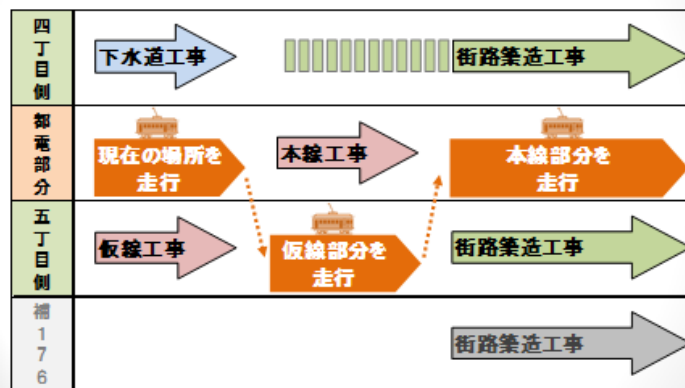 四丁目側
下水道工事
街路築造工事
都電部分
現在の場所を
走行
本線工事
本線部分を
走行
五丁目側
仮線工事
仮線部分を
走行
街路築造工事
補176
街路築造工事